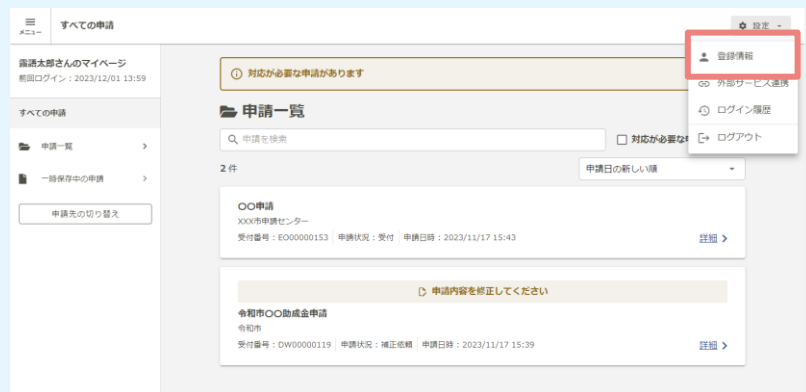 メニュー
すべての申請
設定
露語太郎さんのマイページ
前回ログイン：2023/12/01 13:59
すべての申請
申請一覧
一時保存中の申請
申請先の切り替え
対応が必要な申請があります
申請一覧
申請を検索
対応が必要な
2 件
申請日の新しい順
〇〇申請
XXX市申請センター
受付番号：EO00000153 申請状況：受付 申請日時：2023/11/17 15:43
詳細
申請内容を修正してください
令和市〇〇助成金申請
令和市
受付番号：DW00000119 申請状況：補正依頼 申請日時：2023/11/17 15:39
詳細
登録情報
外部サービス連携
ログイン履歴
ログアウト